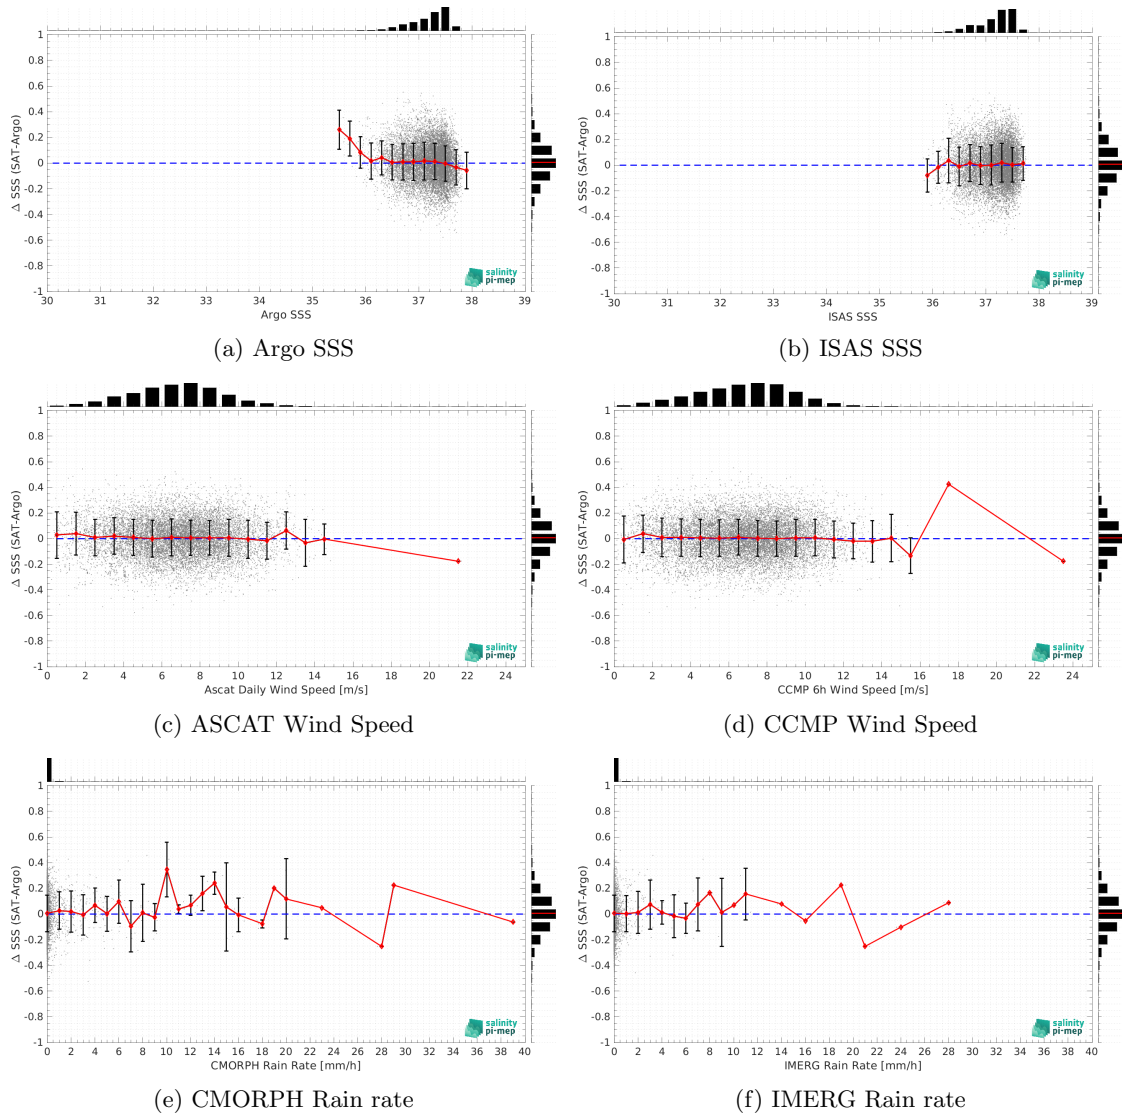 1
0.8
0.6
0.4
0.2
0
-0.2
-0.4
-0.6
-0.8
-1
Δ SSS (SAT-Argo)
30 31 32 33 34 35 36 37 38 39
Argo SSS
salinity
pi-mep
(a) Argo SSS
1
0.8
0.6
0.4
0.2
0
-0.2
-0.4
-0.6
-0.8
-1
Δ SSS (SAT-Argo)
30 31 32 33 34 35 36 37 38 39
ISAS SSS
salinity
pi-mep
(b) ISAS SSS
1
0.8
0.6
0.4
0.2
0
-0.2
-0.4
-0.6
-0.8
-1
Δ SSS (SAT-Argo)
0 2 4 6 8 10 12 14 16 18 20 22 24
Ascat Daily Wind Speed [m/s]
salinity
pi-mep
(c) ASCAT Wind Speed
1
0.8
0.6
0.4
0.2
0
-0.2
-0.4
-0.6
-0.8
-1
Δ SSS (SAT-Argo)
0 2 4 6 8 10 12 14 16 18 20 22 24
CCMP 6h Wind Speed [m/s]
salinity
pi-mep
(d) CCMP Wind Speed
1
0.8
0.6
0.4
0.2
0
-0.2
-0.4
-0.6
-0.8
-1
Δ SSS (SAT-Argo)
0 2 4 6 8 10 12 14 16 18 20 22 24 26 28 30 32 34 36 38 40
CMORPH Rain Rate [mm/h]
salinity
pi-mep
(e) CMORPH Rain rate
1
0.8
0.6
0.4
0.2
0
-0.2
-0.4
-0.6
-0.8
-1
Δ SSS (SAT-Argo)
0 2 4 6 8 10 12 14 16 18 20 22 24 26 28 30 32 34 36 38 40
IMERG Rain Rate [mm/h]
salinity
pi-mep
(f) IMERG Rain rate